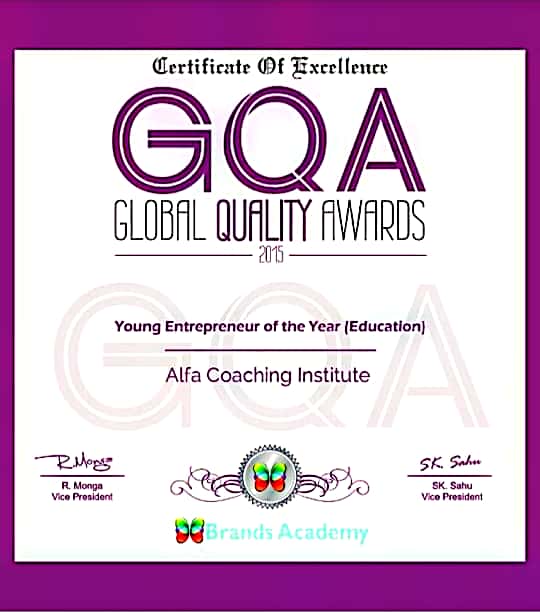 Certificate Of Excellence
GQA
GLOBAL QUALITY AWARDS
2015
GQA
Young Entrepreneur of the Year (Education)
Alfa Coaching Institute
R.Monga
SK. Sahu
R. Monga
SK. Sahu
Vice President
Vice President
Brands Academy